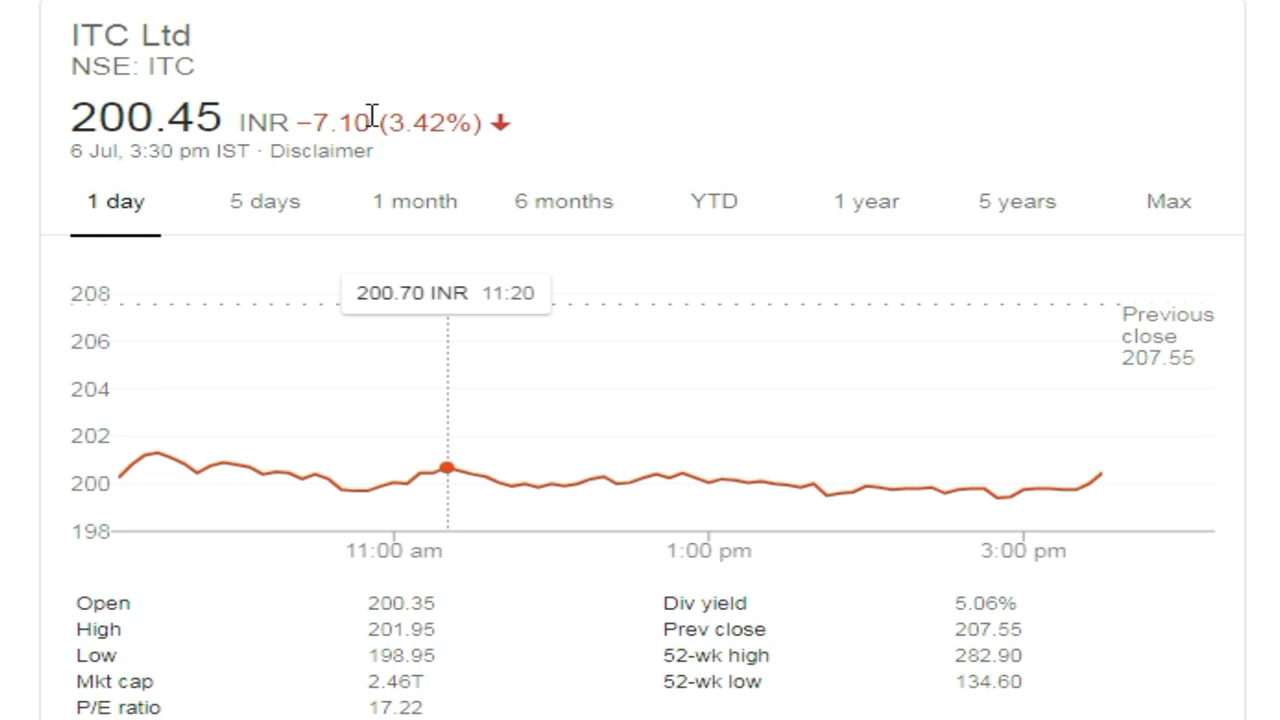 ITC Ltd
NSE: ITC
200.45 INR −7.10 (3.42%)
6 Jul, 3:30 pm IST · Disclaimer
1 day 5 days 1 month 6 months YTD 1 year 5 years Max
200.70 INR 11:20
208
Previous
close
207.55
206
204
202
200
198
11:00 am 1:00 pm 3:00 pm
Open 200.35 Div yield 5.06%
High 201.95 Prev close 207.55
Low 198.95 52-wk high 282.90
Mkt cap 2.46T 52-wk low 134.60
P/E ratio 17.22